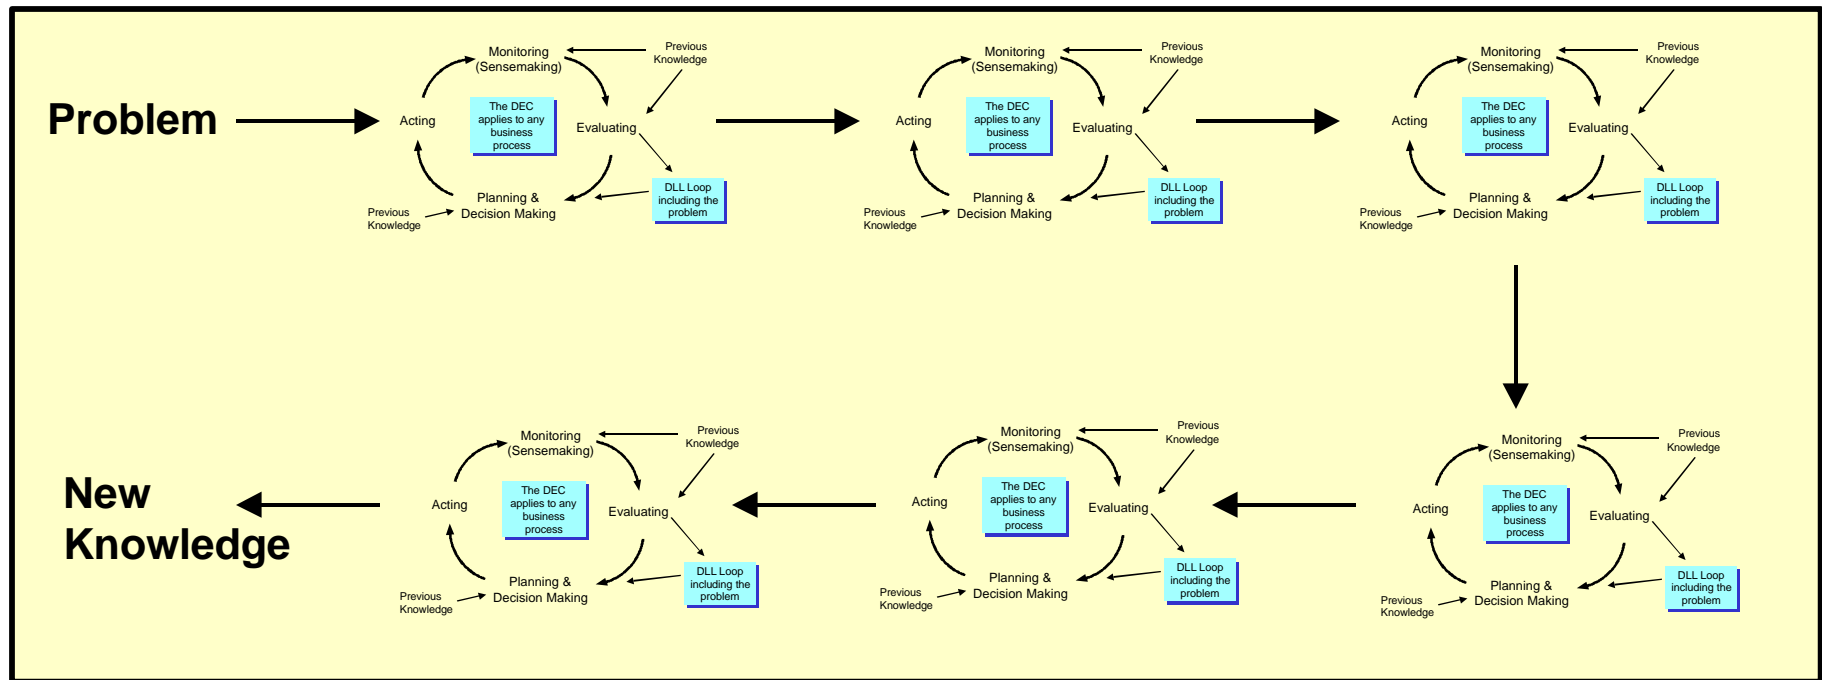 Problem
Monitoring
(Sensemaking)
Previous
Knowledge
Acting
The DEC
applies to any
business
process
Evaluating
Planning &
Decision Making
Previous
Knowledge
DLL Loop
including the
problem
Monitoring
(Sensemaking)
Previous
Knowledge
Acting
The DEC
applies to any
business
process
Evaluating
Planning &
Decision Making
Previous
Knowledge
DLL Loop
including the
problem
Monitoring
(Sensemaking)
Previous
Knowledge
Acting
The DEC
applies to any
business
process
Evaluating
Planning &
Decision Making
Previous
Knowledge
DLL Loop
including the
problem
Monitoring
(Sensemaking)
Previous
Knowledge
Acting
The DEC
applies to any
business
process
Evaluating
Planning &
Decision Making
Previous
Knowledge
DLL Loop
including the
problem
Monitoring
(Sensemaking)
Previous
Knowledge
Acting
The DEC
applies to any
business
process
Evaluating
Planning &
Decision Making
Previous
Knowledge
DLL Loop
including the
problem
Monitoring
(Sensemaking)
Previous
Knowledge
Acting
The DEC
applies to any
business
process
Evaluating
Planning &
Decision Making
Previous
Knowledge
DLL Loop
including the
problem
New
Knowledge